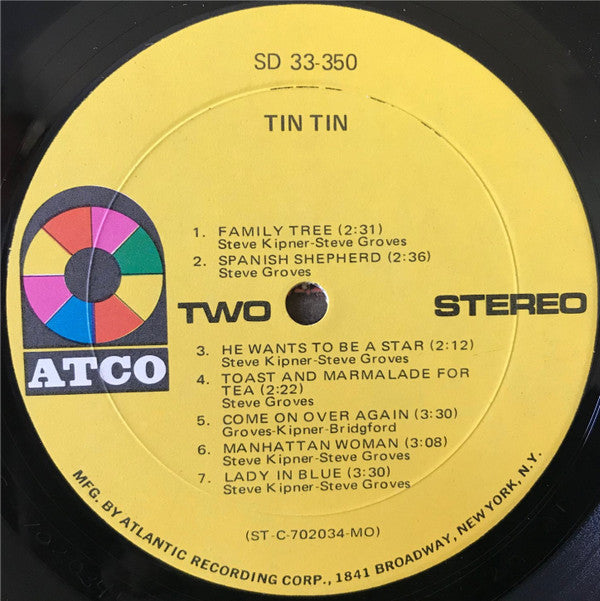 SD 33-350
TIN TIN
1. FAMILY TREE (2:31)
Steve Kipner-Steve Groves
2. SPANISH SHEPHERD (2:36)
Steve Groves
TWO STEREO
ATCO
3. HE WANTS TO BE A STAR (2:12)
Steve Kipner-Steve Groves
4. TOAST AND MARMALADE FOR
TEA (2:22)
Steve Groves
5. COME ON OVER AGAIN (3:30)
Groves-Kipner-Bridgford
6. MANHATTAN WOMAN (3:08)
Steve Kipner-Steve Groves
7. LADY IN BLUE (3:30)
Steve Kipner-Steve Groves
(ST-C-702034-MO)
MFG. BY ATLANTIC RECORDING CORP., 1841 BROADWAY, NEW YORK, N.Y.